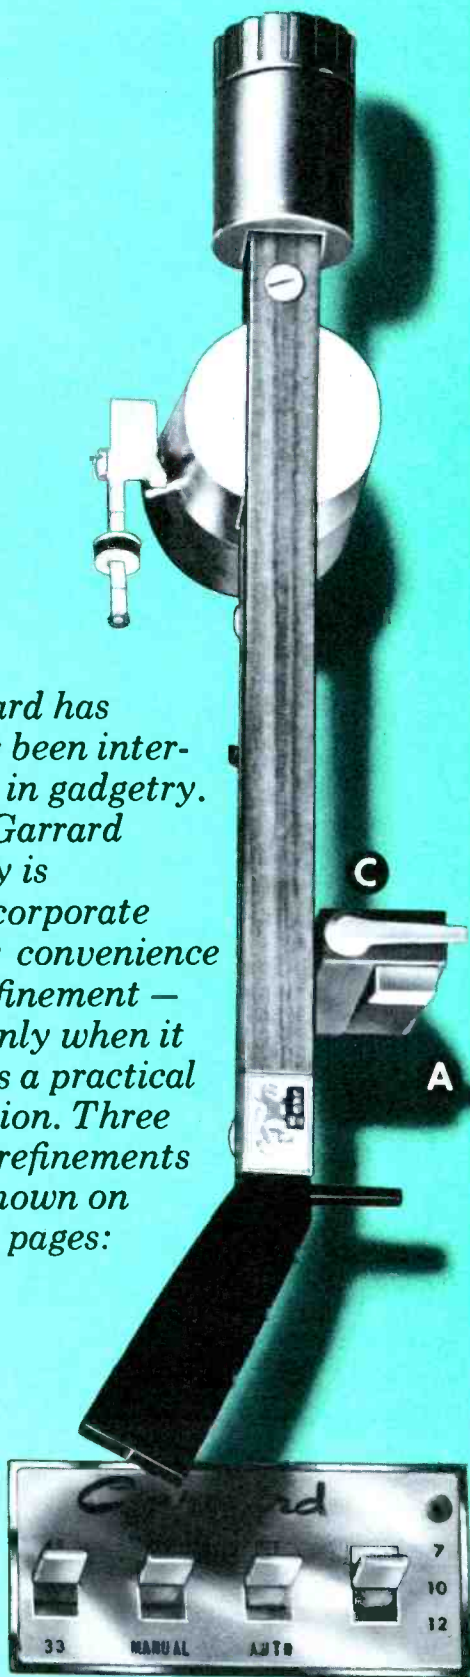 ard has
been inter-
in gadgetry.
Garrard
y is
corporate
convenience
finement —
nly when it
s a practical
ion. Three
refinements
hown on
pages:
C
A
Garrard
7
10
12
33
MANUAL
AUTO